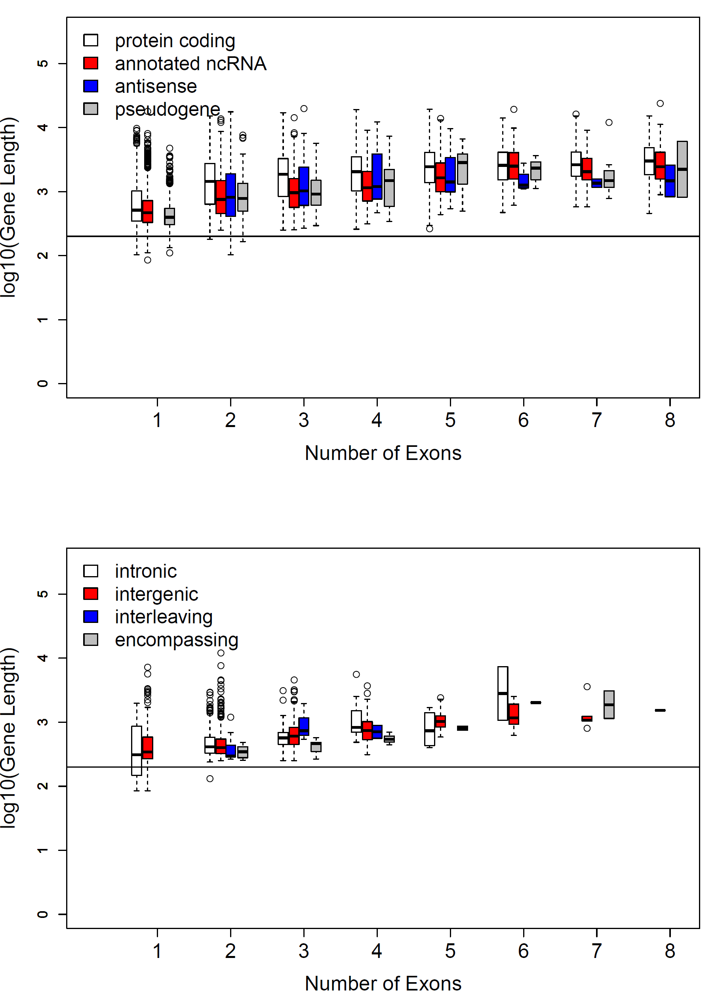 protein coding
annotated ncRNA
antisense
pseudogene
5
4
3
2
1
0
log10(Gene Length)
1 2 3 4 5 6 7 8
Number of Exons
intronic
intergenic
interleaving
encompassing
5
4
3
2
1
0
log10(Gene Length)
1 2 3 4 5 6 7 8
Number of Exons